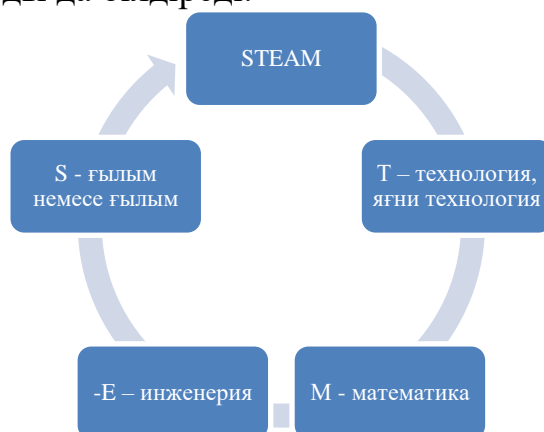 STEAM
S - ғылым
немесе ғылым
T – технология,
яғни технология
-E – инженерия
M - математика